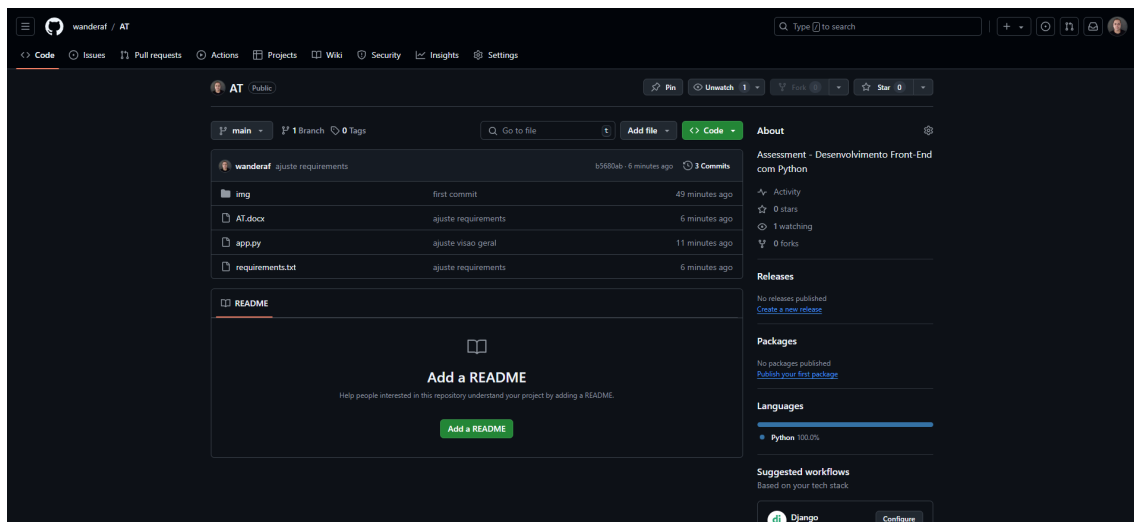 wanderaf / AT
Type / to search
Code Issues Pull requests Actions Projects Wiki Security Insights Settings
AT Public
Pin Unwatch 1 Fork 0 Star 0
main 1 Branch 0 Tags
Go to file t Add file Code
wanderaf ajuste requirements b5680ab · 6 minutes ago 3 Commits
img first commit 49 minutes ago
AT.docx ajuste requirements 6 minutes ago
app.py ajuste visao geral 11 minutes ago
requirements.txt ajuste requirements 6 minutes ago
README
Add a README
Help people interested in this repository understand your project by adding a README.
Add a README
About
Assessment - Desenvolvimento Front-End
com Python
Activity
0 stars
1 watching
0 forks
Releases
No releases published
Create a new release
Packages
No packages published
Publish your first package
Languages
Python 100.0%
Suggested workflows
Based on your tech stack
dj Django Configure